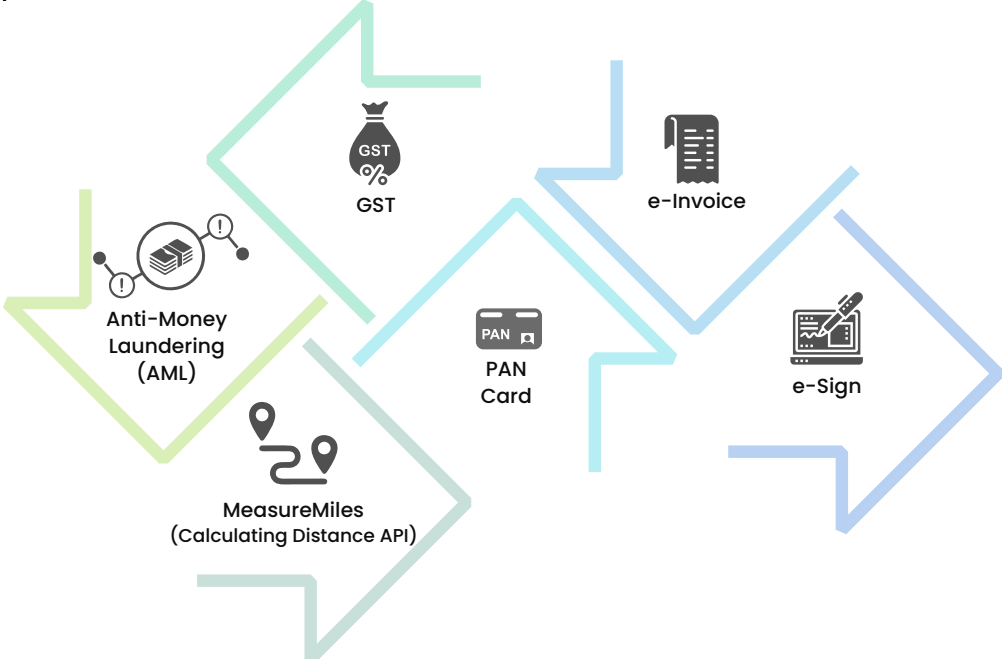 GST
%
GST
e-Invoice
Anti-Money
Laundering
(AML)
PAN
PAN
Card
e-Sign
MeasureMiles
(Calculating Distance API)